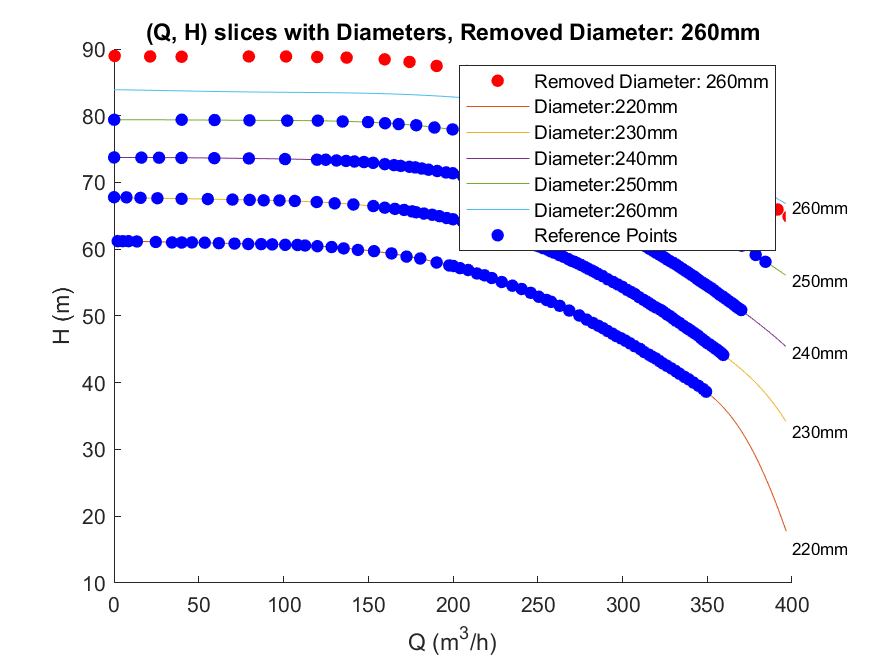 (Q, H) slices with Diameters, Removed Diameter: 260mm
90
80
70
60
50
40
30
20
10
H (m)
0
50
100
150
200
250
300
350
400
Q (m³/h)
Removed Diameter: 260mm
Diameter:220mm
Diameter:230mm
Diameter:240mm
Diameter:250mm
Diameter:260mm
Reference Points
260mm
250mm
240mm
230mm
220mm